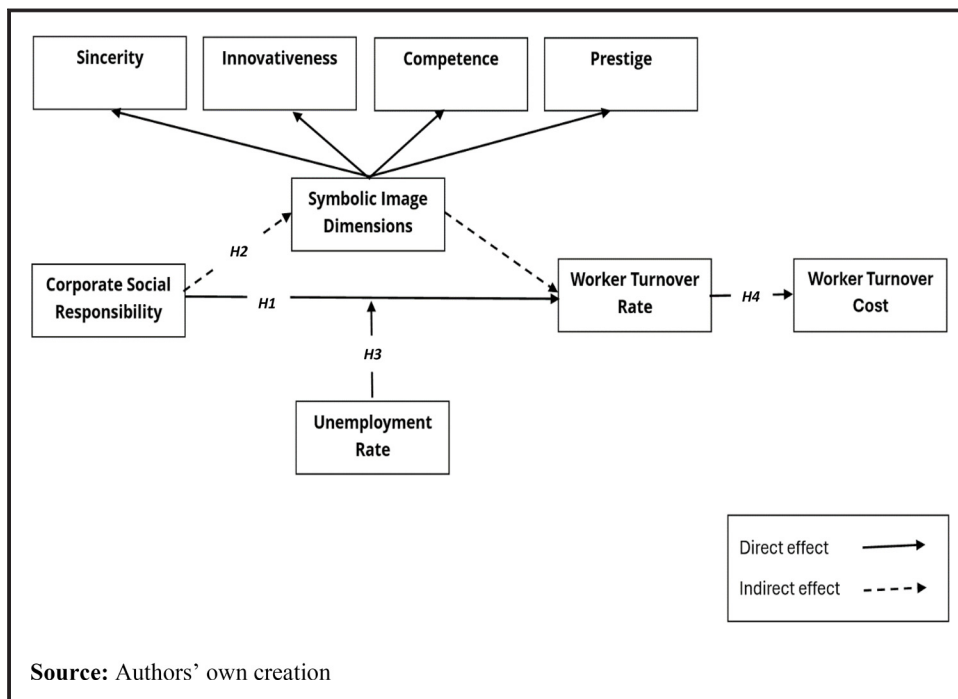 Sincerity
Innovativeness
Competence
Prestige
Symbolic Image
Dimensions
H2
Corporate Social
Responsibility
H1
Worker Turnover
Rate
H4
Worker Turnover
Cost
H3
Unemployment
Rate
Direct effect
Indirect effect
Source: Authors' own creation